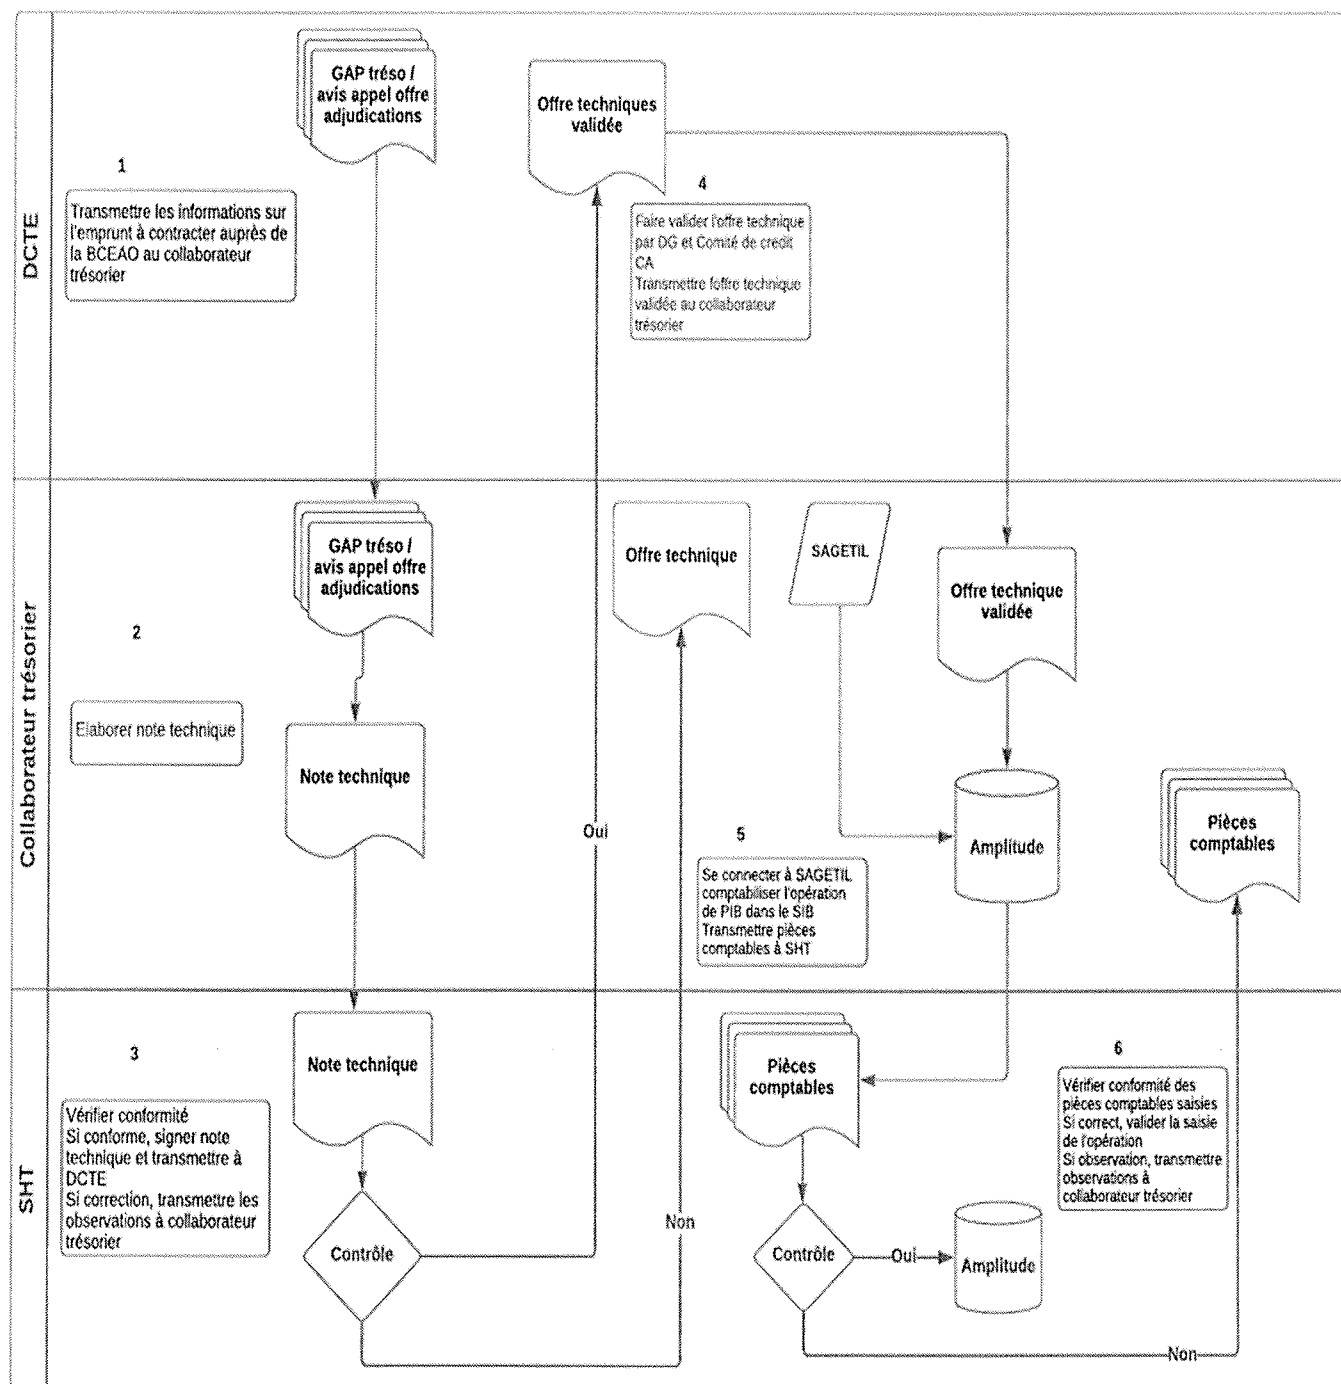 DCTE
GAP tréso /
avis appel offre
adjudications
Offre techniques
validée
1
Transmettre les informations sur
l'emprunt à contracter auprès de
la BCEAO au collaborateur
trésorier
4
Faire valider l'offre technique
par DG et Comité de crédit
CA
Transmettre l'offre technique
validée au collaborateur
trésorier
Collaborateur trésorier
GAP tréso /
avis appel offre
adjudications
Offre technique
SAGETIL
Offre technique
validée
2
Elaborer note technique
Note technique
Oui
5
Se connecter à SAGETIL
comptabiliser l'opération
de PIB dans le SIB
Transmettre pièces
comptables à SHT
Amplitude
Pièces
comptables
SHT
3
Vérifier conformité
Si conforme, signer note
technique et transmettre à
DCTE
Si correction, transmettre les
observations à collaborateur
trésorier
Note technique
Contrôle
Non
Pièces
comptables
Contrôle
Oui
Amplitude
6
Vérifier conformité des
pièces comptables saisies
Si correct, valider la saisie
de l'opération
Si observation, transmettre
observations à
collaborateur trésorier
Non